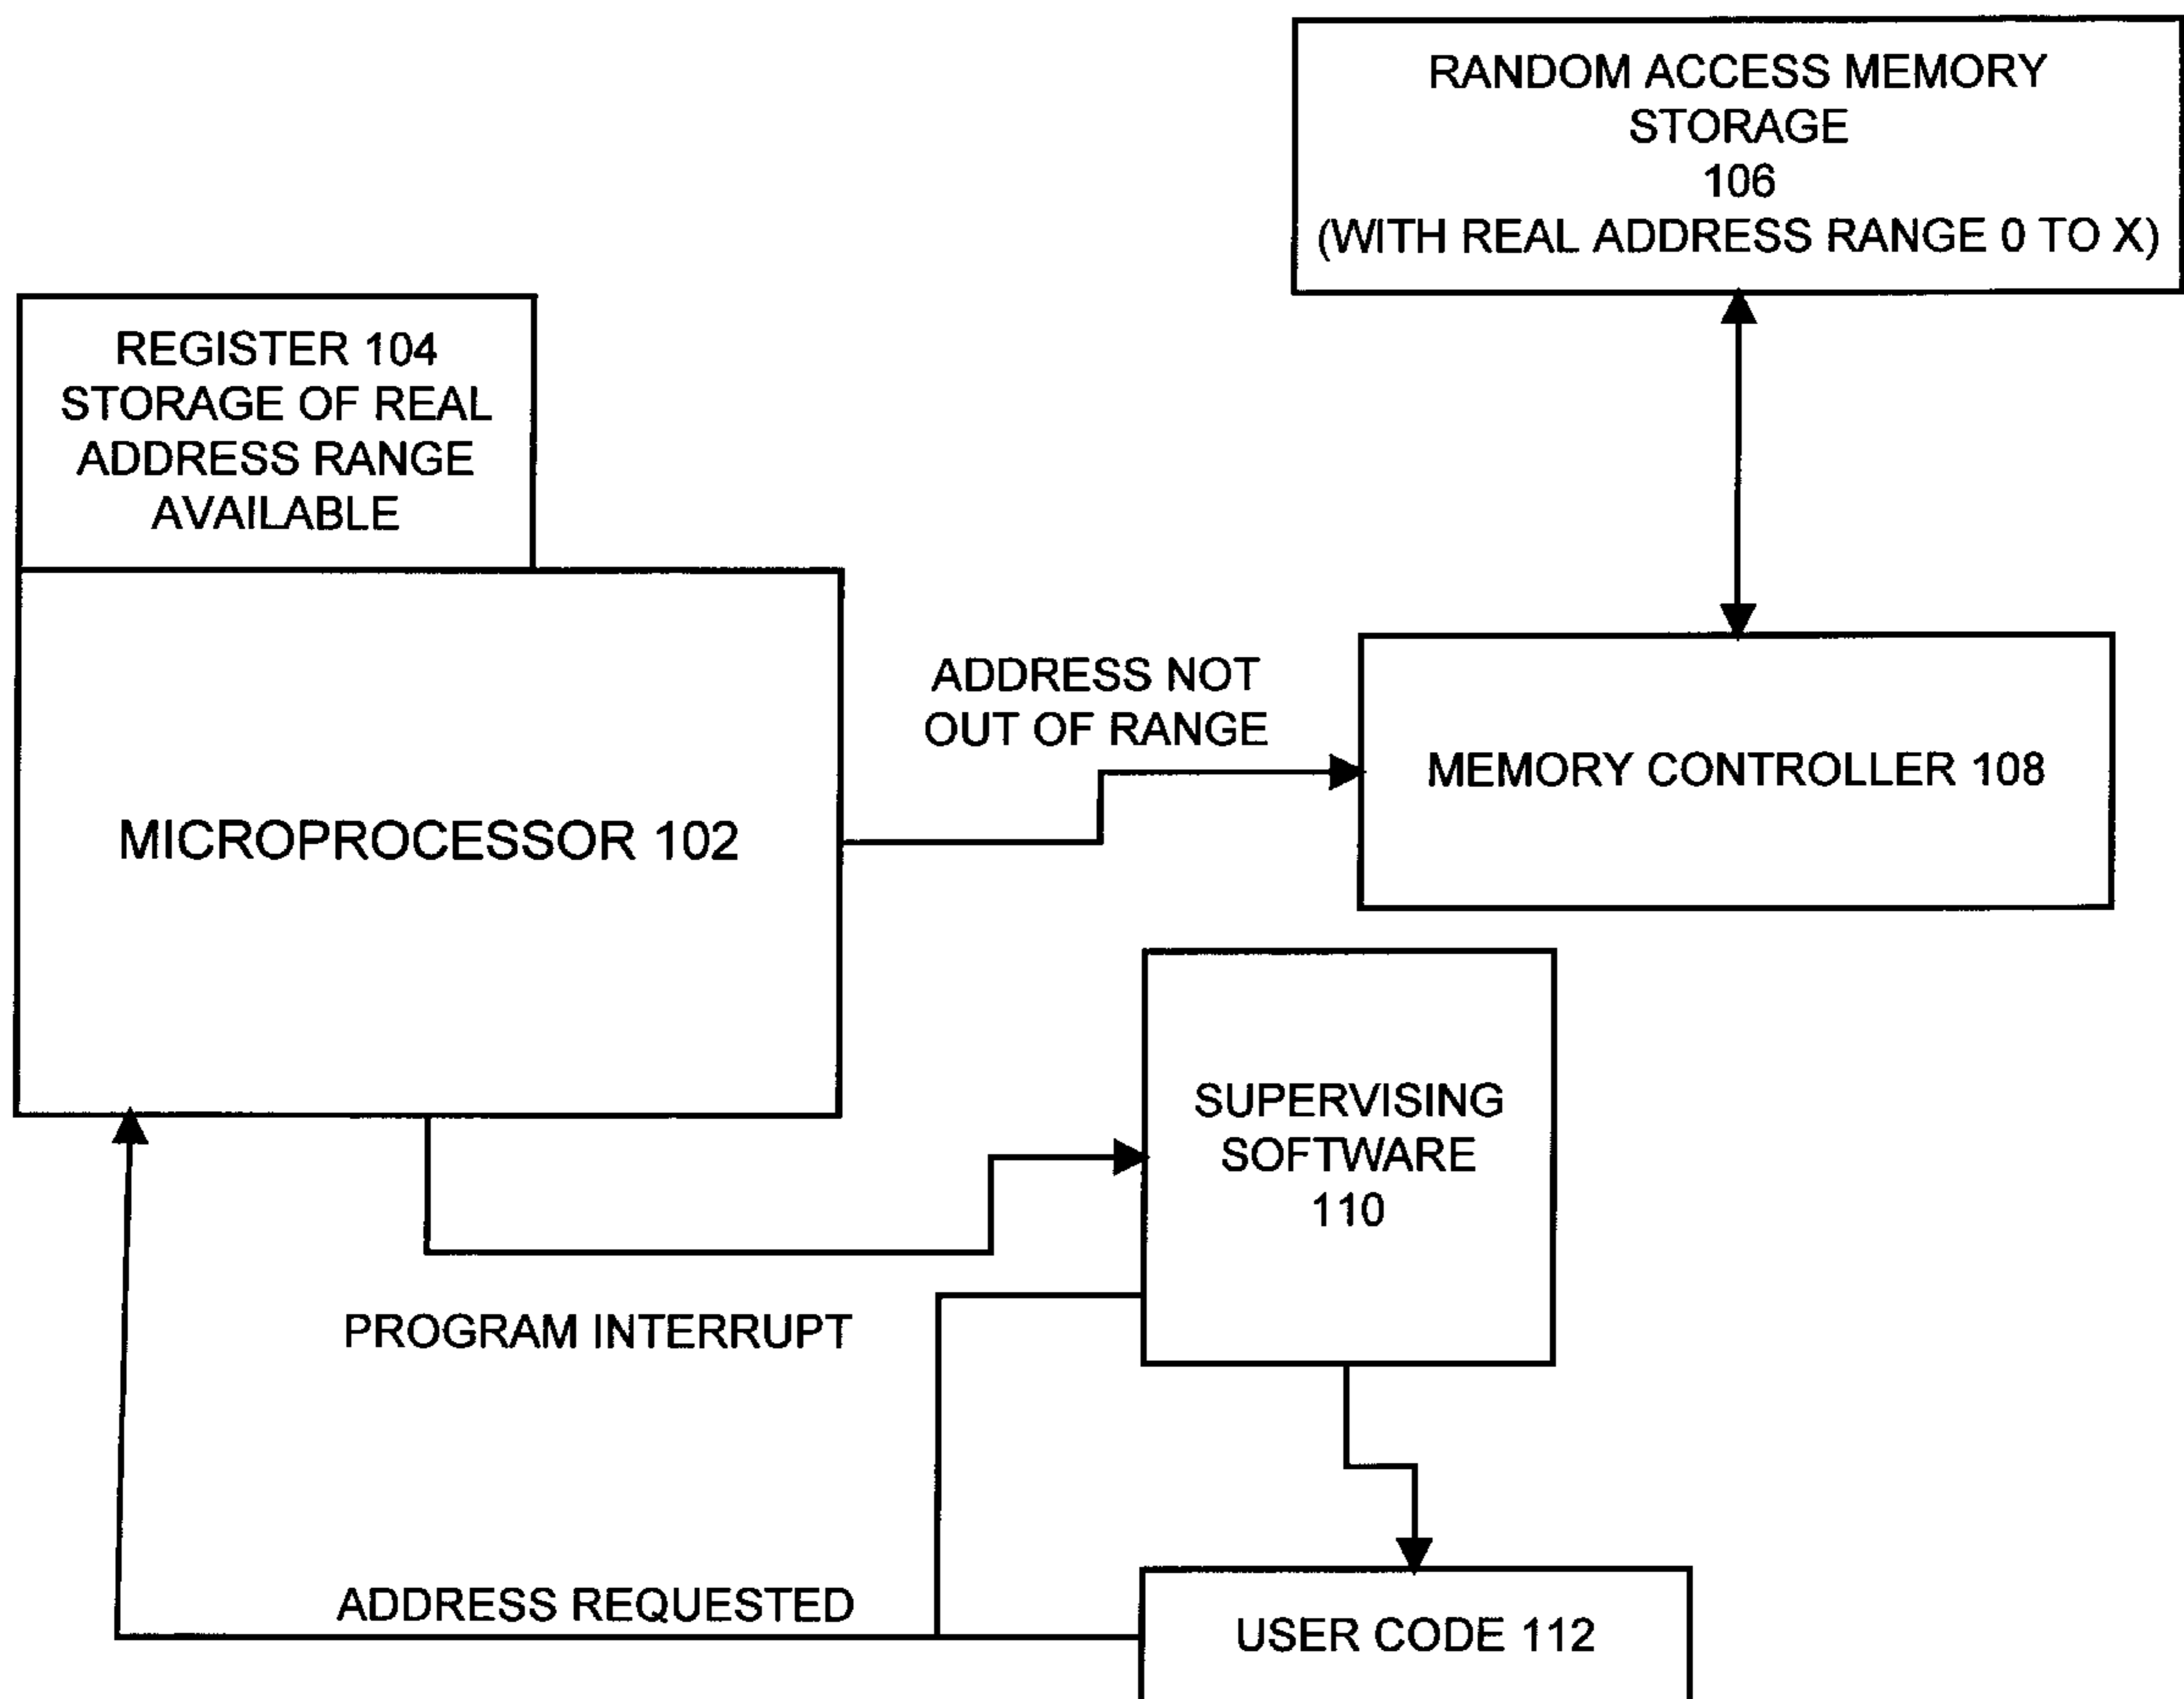 RANDOM ACCESS MEMORY
STORAGE
106
(WITH REAL ADDRESS RANGE 0 TO X)
REGISTER 104
STORAGE OF REAL
ADDRESS RANGE
AVAILABLE
MICROPROCESSOR 102
ADDRESS NOT
OUT OF RANGE
MEMORY CONTROLLER 108
SUPERVISING
SOFTWARE
110
PROGRAM INTERRUPT
ADDRESS REQUESTED
USER CODE 112